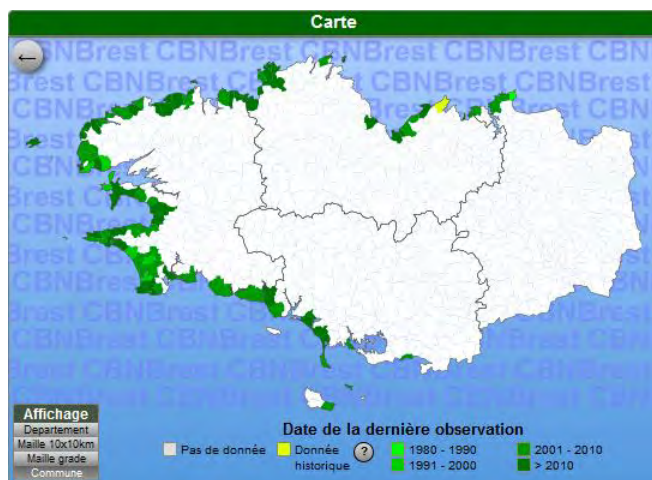 Carte
←
CBNBrest CBNBrest CBNBrest CBN
Affichage
Departement
Maille 10x10km
Maille grade
Commune
Date de la dernière observation
Pas de donnée
Donnée historique
?
1980 - 1990
1991 - 2000
2001 - 2010
> 2010